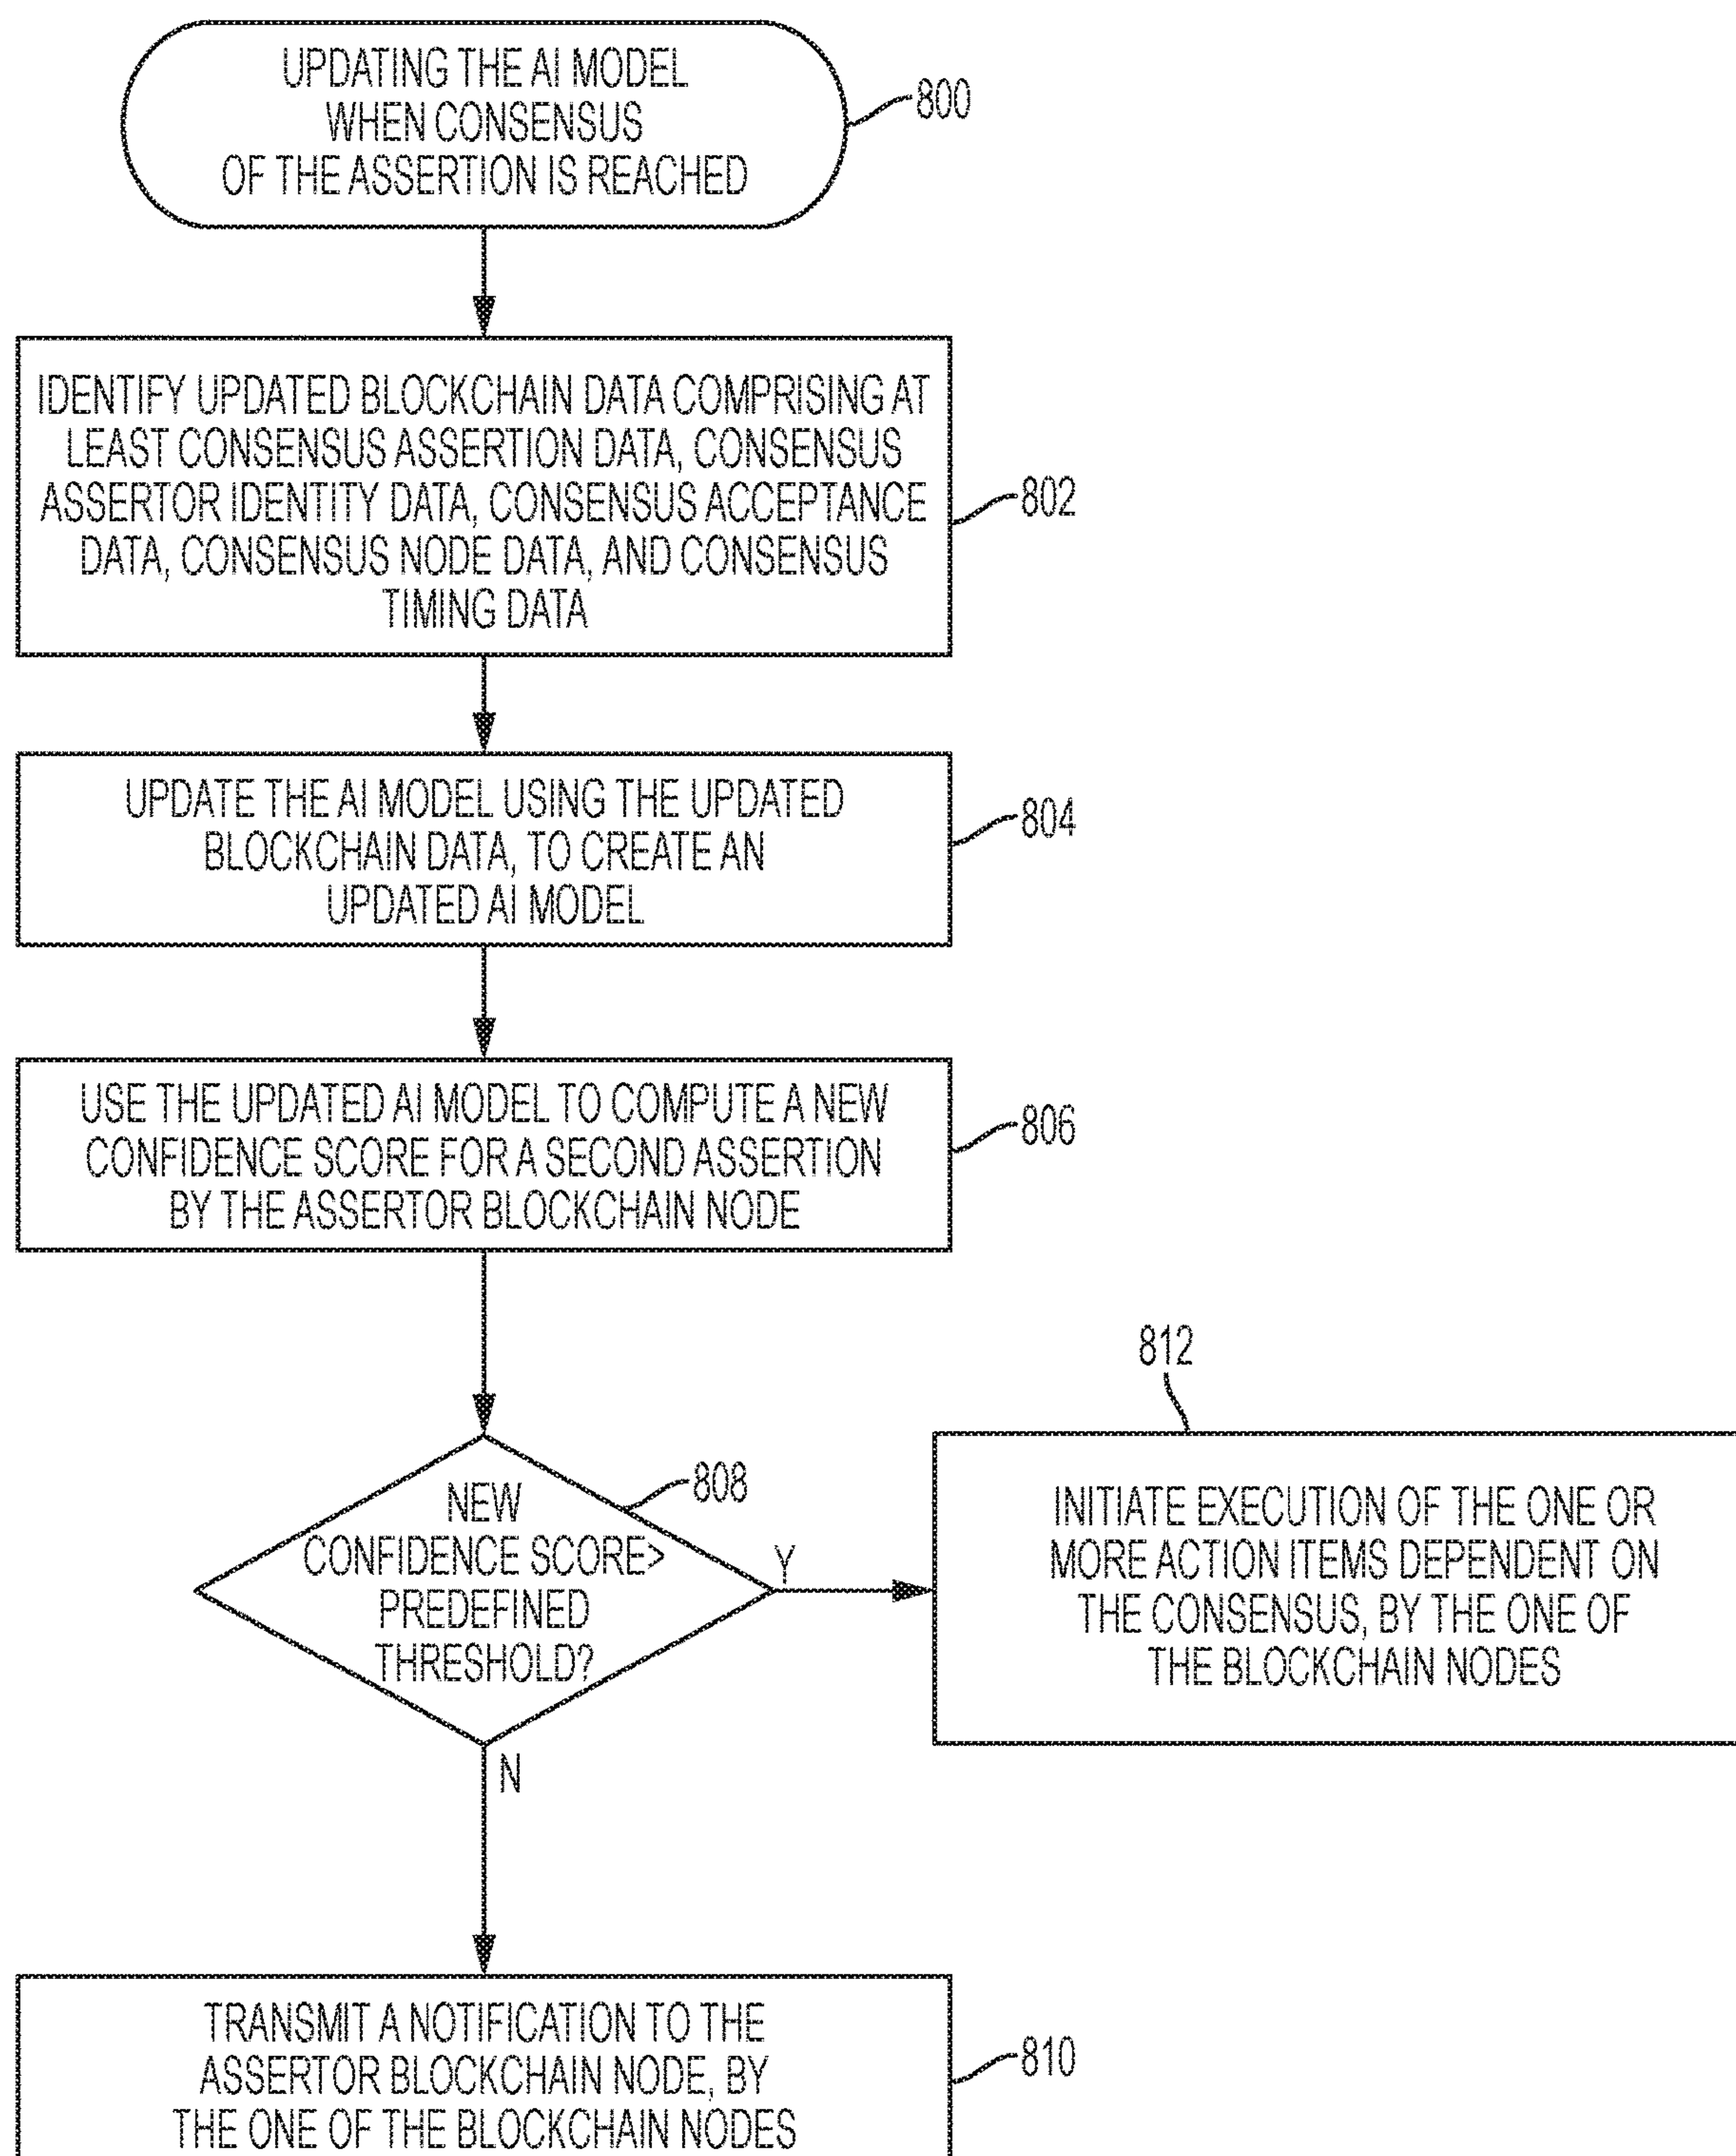 UPDATING THE AI MODEL
WHEN CONSENSUS
OF THE ASSERTION IS REACHED
800
IDENTIFY UPDATED BLOCKCHAIN DATA COMPRISING AT
LEAST CONSENSUS ASSERTION DATA, CONSENSUS
ASSERTOR IDENTITY DATA, CONSENSUS ACCEPTANCE
DATA, CONSENSUS NODE DATA, AND CONSENSUS
TIMING DATA
802
UPDATE THE AI MODEL USING THE UPDATED
BLOCKCHAIN DATA, TO CREATE AN
UPDATED AI MODEL
804
USE THE UPDATED AI MODEL TO COMPUTE A NEW
CONFIDENCE SCORE FOR A SECOND ASSERTION
BY THE ASSERTOR BLOCKCHAIN NODE
806
NEW
CONFIDENCE SCORE>
PREDEFINED
THRESHOLD?
808
Y
N
812
INITIATE EXECUTION OF THE ONE OR
MORE ACTION ITEMS DEPENDENT ON
THE CONSENSUS, BY THE ONE OF
THE BLOCKCHAIN NODES
TRANSMIT A NOTIFICATION TO THE
ASSERTOR BLOCKCHAIN NODE, BY
THE ONE OF THE BLOCKCHAIN NODES
810